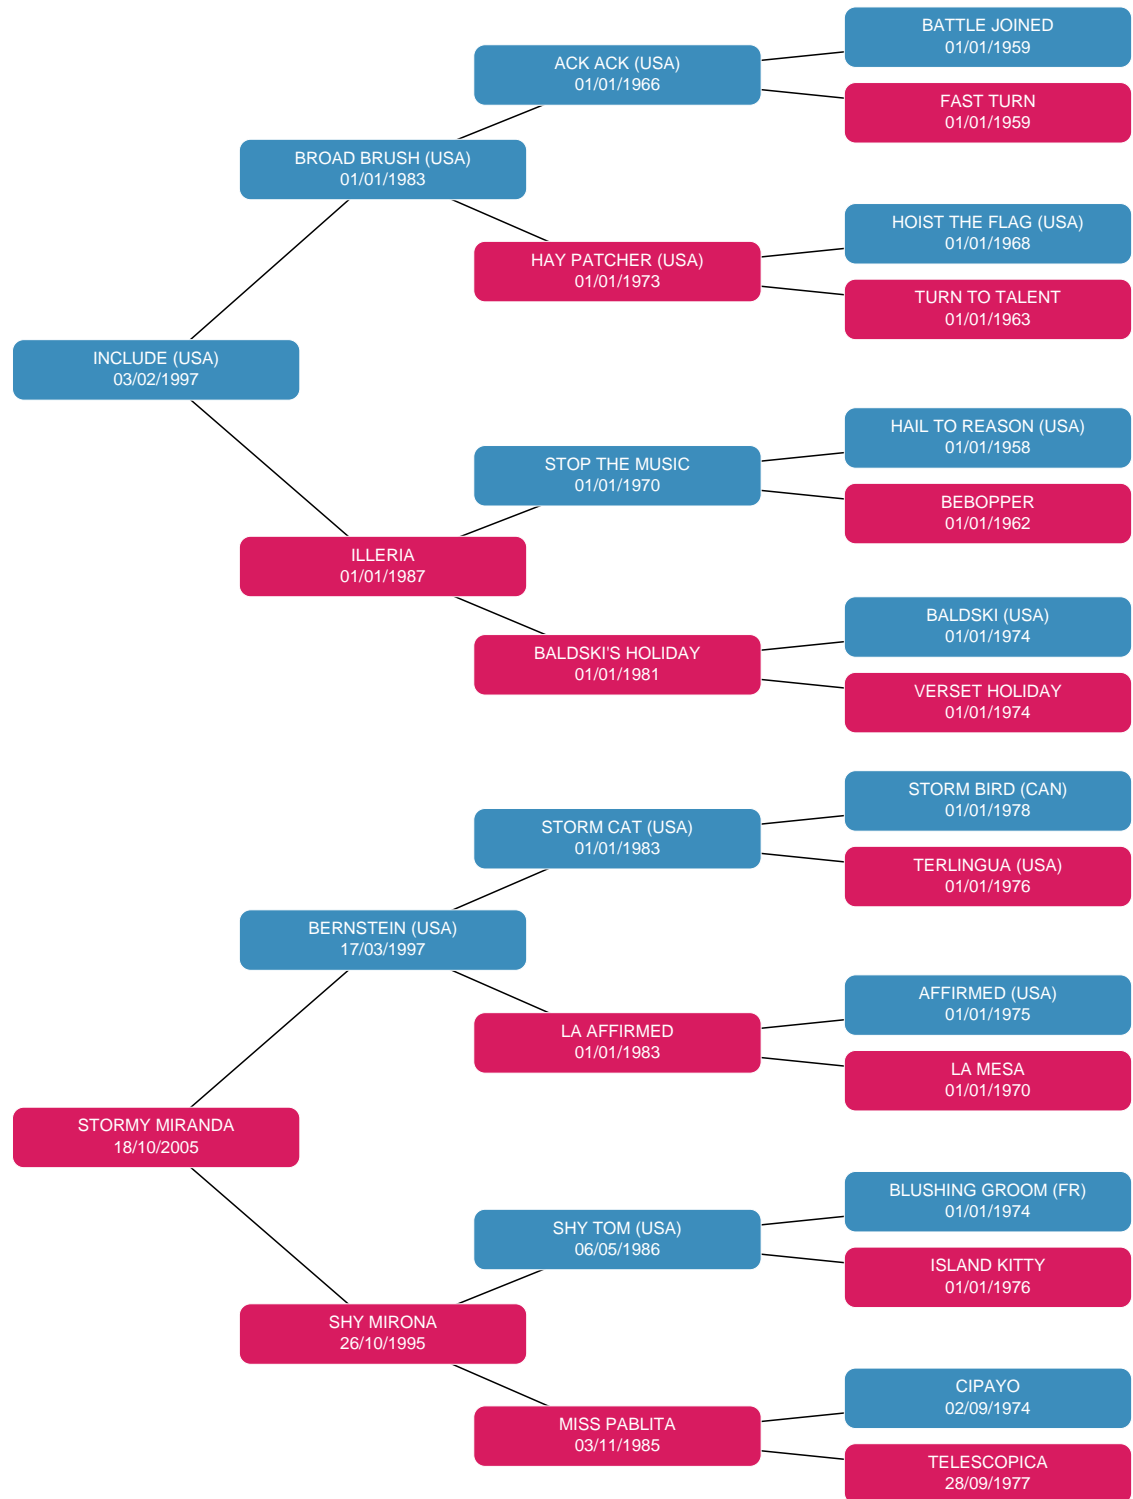 BATTLE JOINED
01/01/1959
ACK ACK (USA)
01/01/1966
FAST TURN
01/01/1959
BROAD BRUSH (USA)
01/01/1983
HOIST THE FLAG (USA)
01/01/1968
HAY PATCHER (USA)
01/01/1973
TURN TO TALENT
01/01/1963
INCLUDE (USA)
03/02/1997
HAIL TO REASON (USA)
01/01/1958
STOP THE MUSIC
01/01/1970
BEBOPPER
01/01/1962
ILLERIA
01/01/1987
BALDSKI (USA)
01/01/1974
BALDSKI'S HOLIDAY
01/01/1981
VERSET HOLIDAY
01/01/1974
STORM BIRD (CAN)
01/01/1978
STORM CAT (USA)
01/01/1983
TERLINGUA (USA)
01/01/1976
BERNSTEIN (USA)
17/03/1997
AFFIRMED (USA)
01/01/1975
LA AFFIRMED
01/01/1983
LA MESA
01/01/1970
STORMY MIRANDA
18/10/2005
BLUSHING GROOM (FR)
01/01/1974
SHY TOM (USA)
06/05/1986
ISLAND KITTY
01/01/1976
SHY MIRONA
26/10/1995
CIPAYO
02/09/1974
MISS PABLITA
03/11/1985
TELESCOPICA
28/09/1977